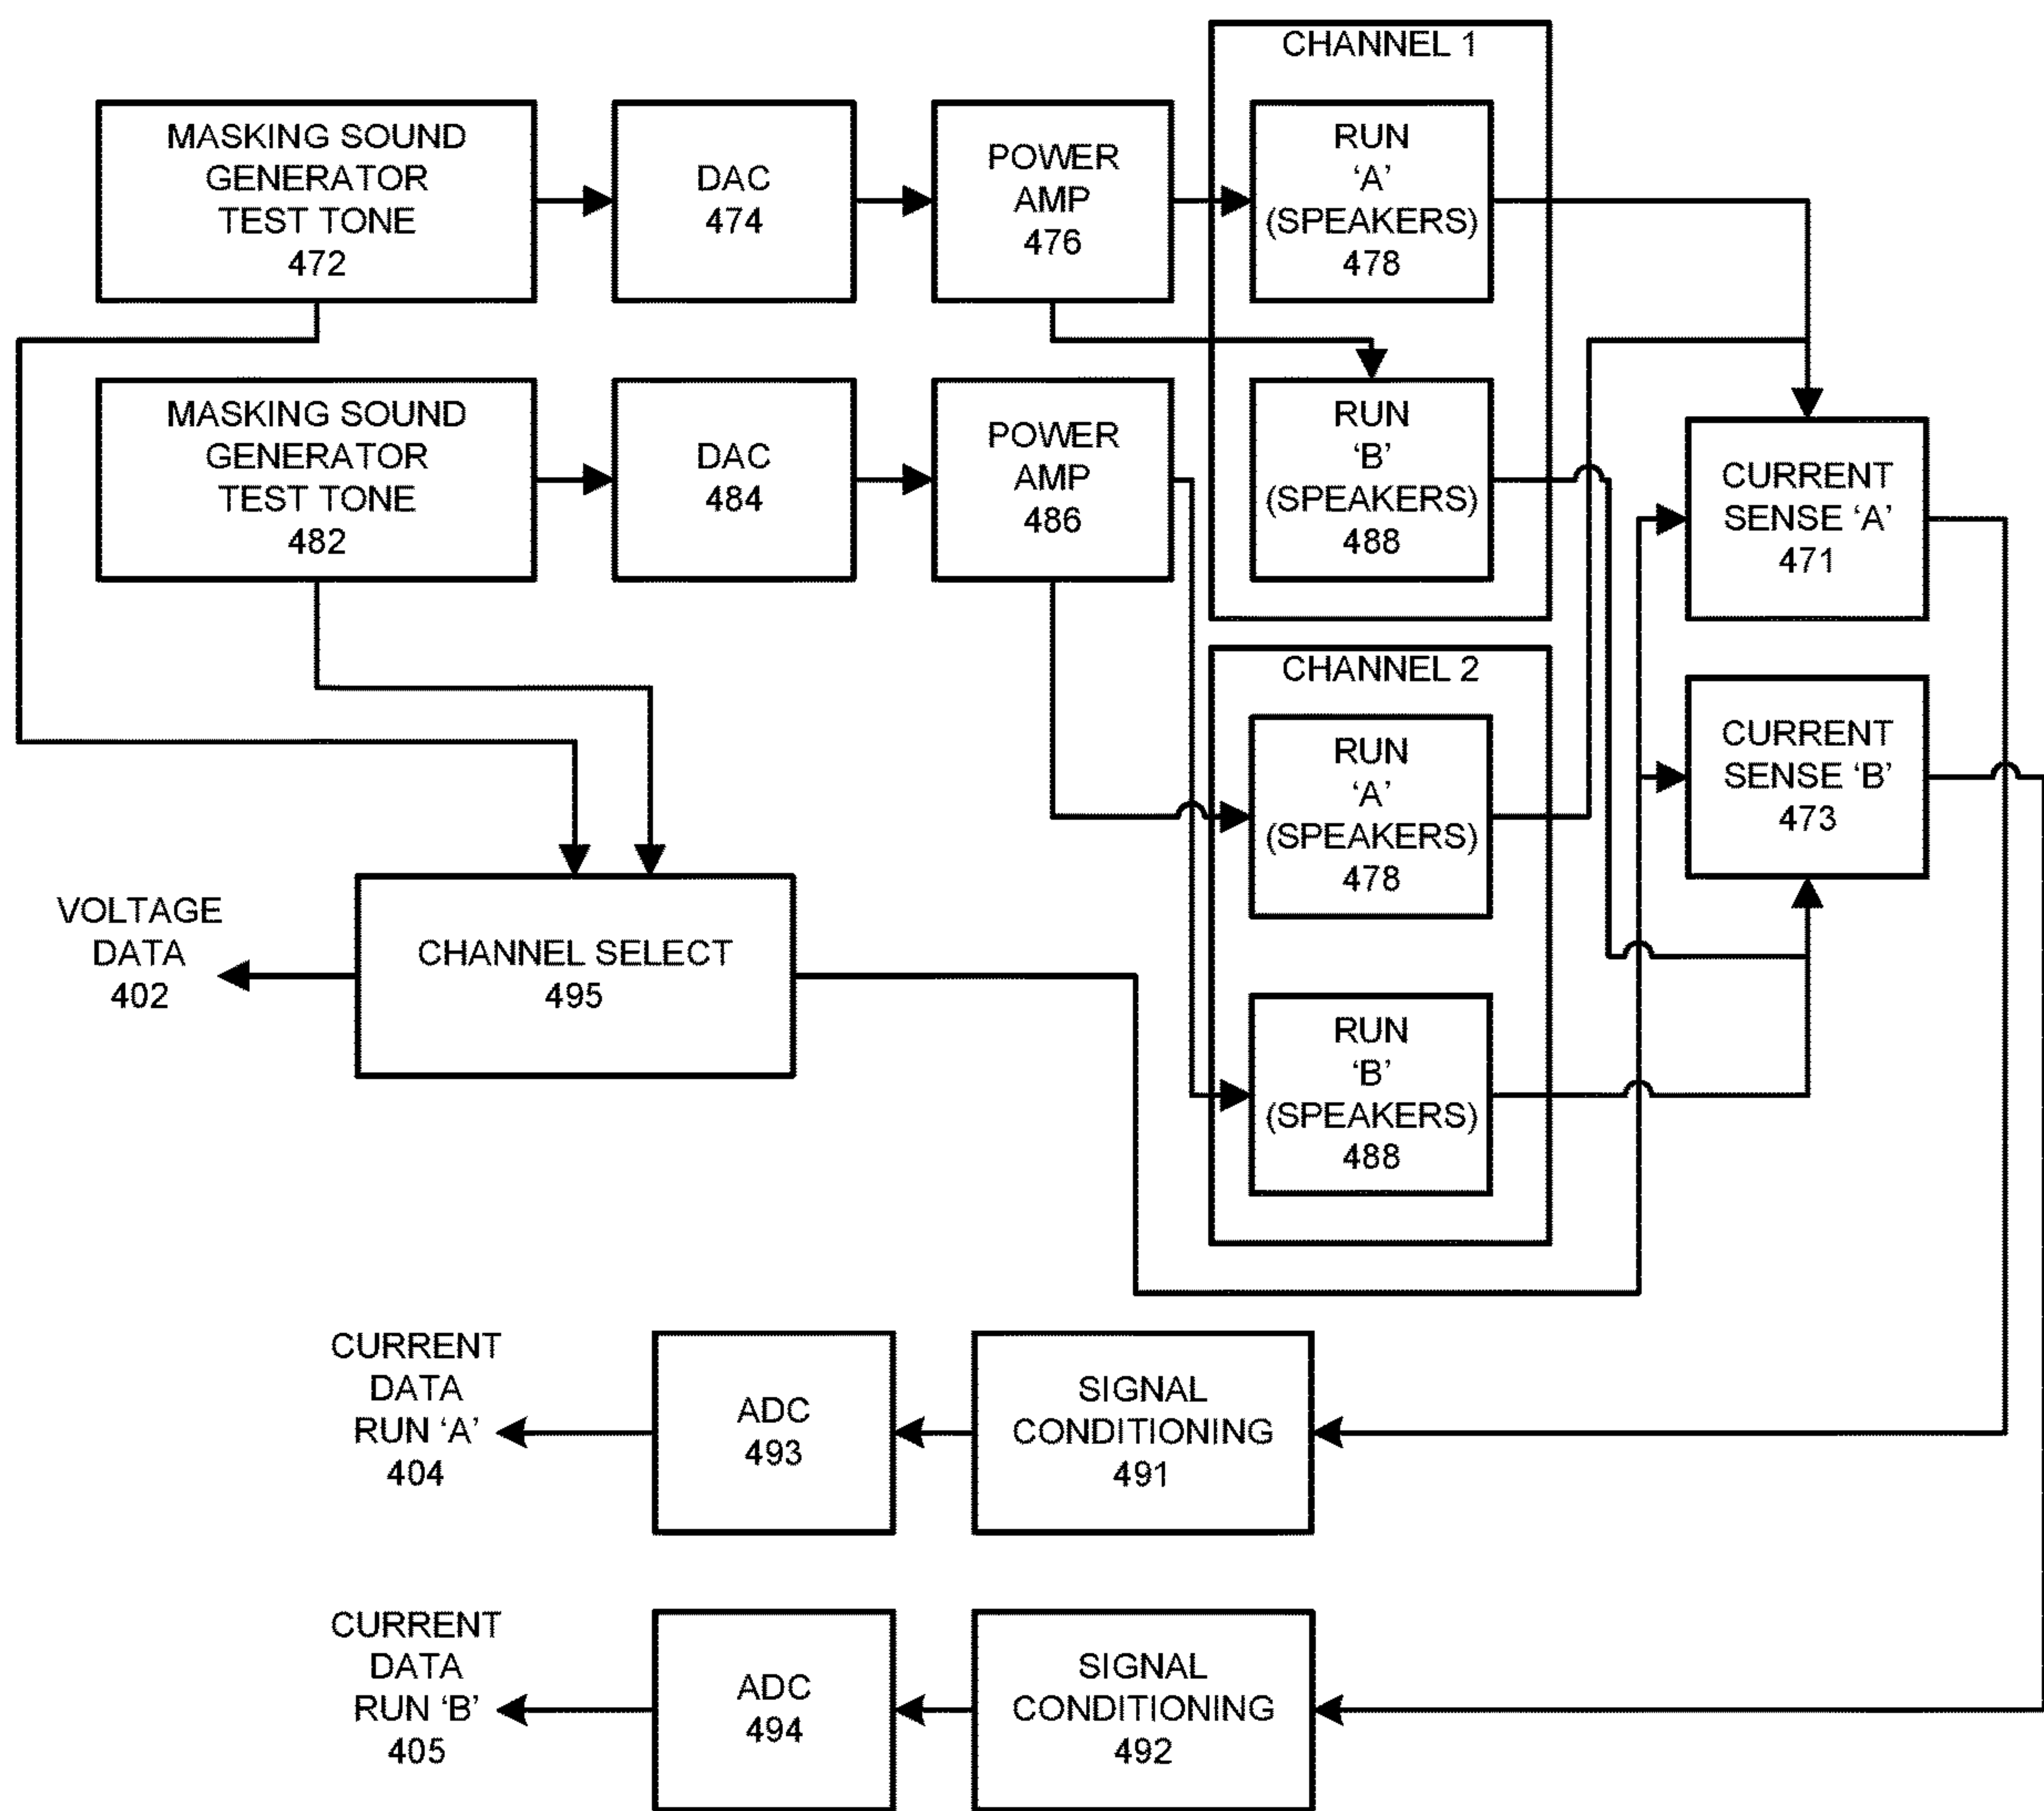 CHANNEL 1
MASKING SOUND
GENERATOR
TEST TONE
472
DAC
474
POWER
AMP
476
RUN
‘A’
(SPEAKERS)
478
MASKING SOUND
GENERATOR
TEST TONE
482
DAC
484
POWER
AMP
486
RUN
‘B’
(SPEAKERS)
488
CURRENT
SENSE ‘A’
471
CHANNEL 2
RUN
‘A’
(SPEAKERS)
478
CURRENT
SENSE ‘B’
473
VOLTAGE
DATA
402
CHANNEL SELECT
495
RUN
‘B’
(SPEAKERS)
488
CURRENT
DATA
RUN ‘A’
404
ADC
493
SIGNAL
CONDITIONING
491
CURRENT
DATA
RUN ‘B’
405
ADC
494
SIGNAL
CONDITIONING
492